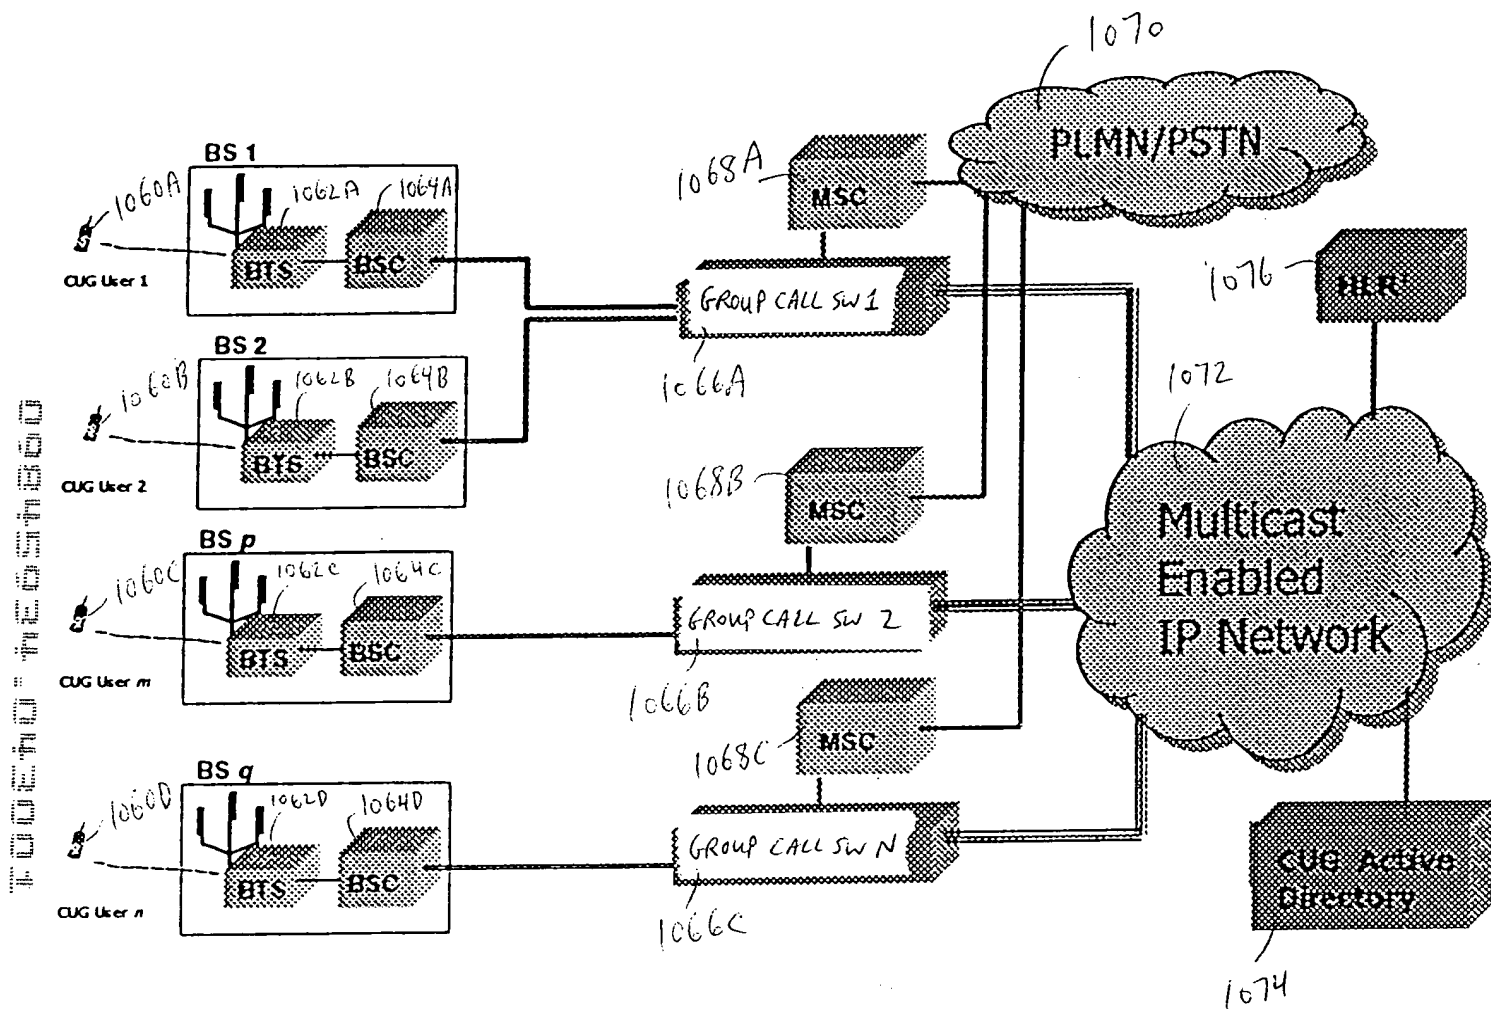 1070
PLMN/PSTN
BS 1
1060A
1062A
1064A
BTS
BSC
CUG User 1
1068A
MSC
GROUP CALL SW 1
1066A
1076
HLR
BS 2
1060B
1062B
1064B
BTS
BSC
CUG User 2
1068B
MSC
1072
Multicast
Enabled
IP Network
BS p
1060C
1062C
1064C
BTS
BSC
CUG User m
GROUP CALL SW 2
1066B
1068C
MSC
BS q
1060D
1062D
1064D
BTS
BSC
CUG User n
GROUP CALL SW N
1066C
CUG Active
Directory
1074